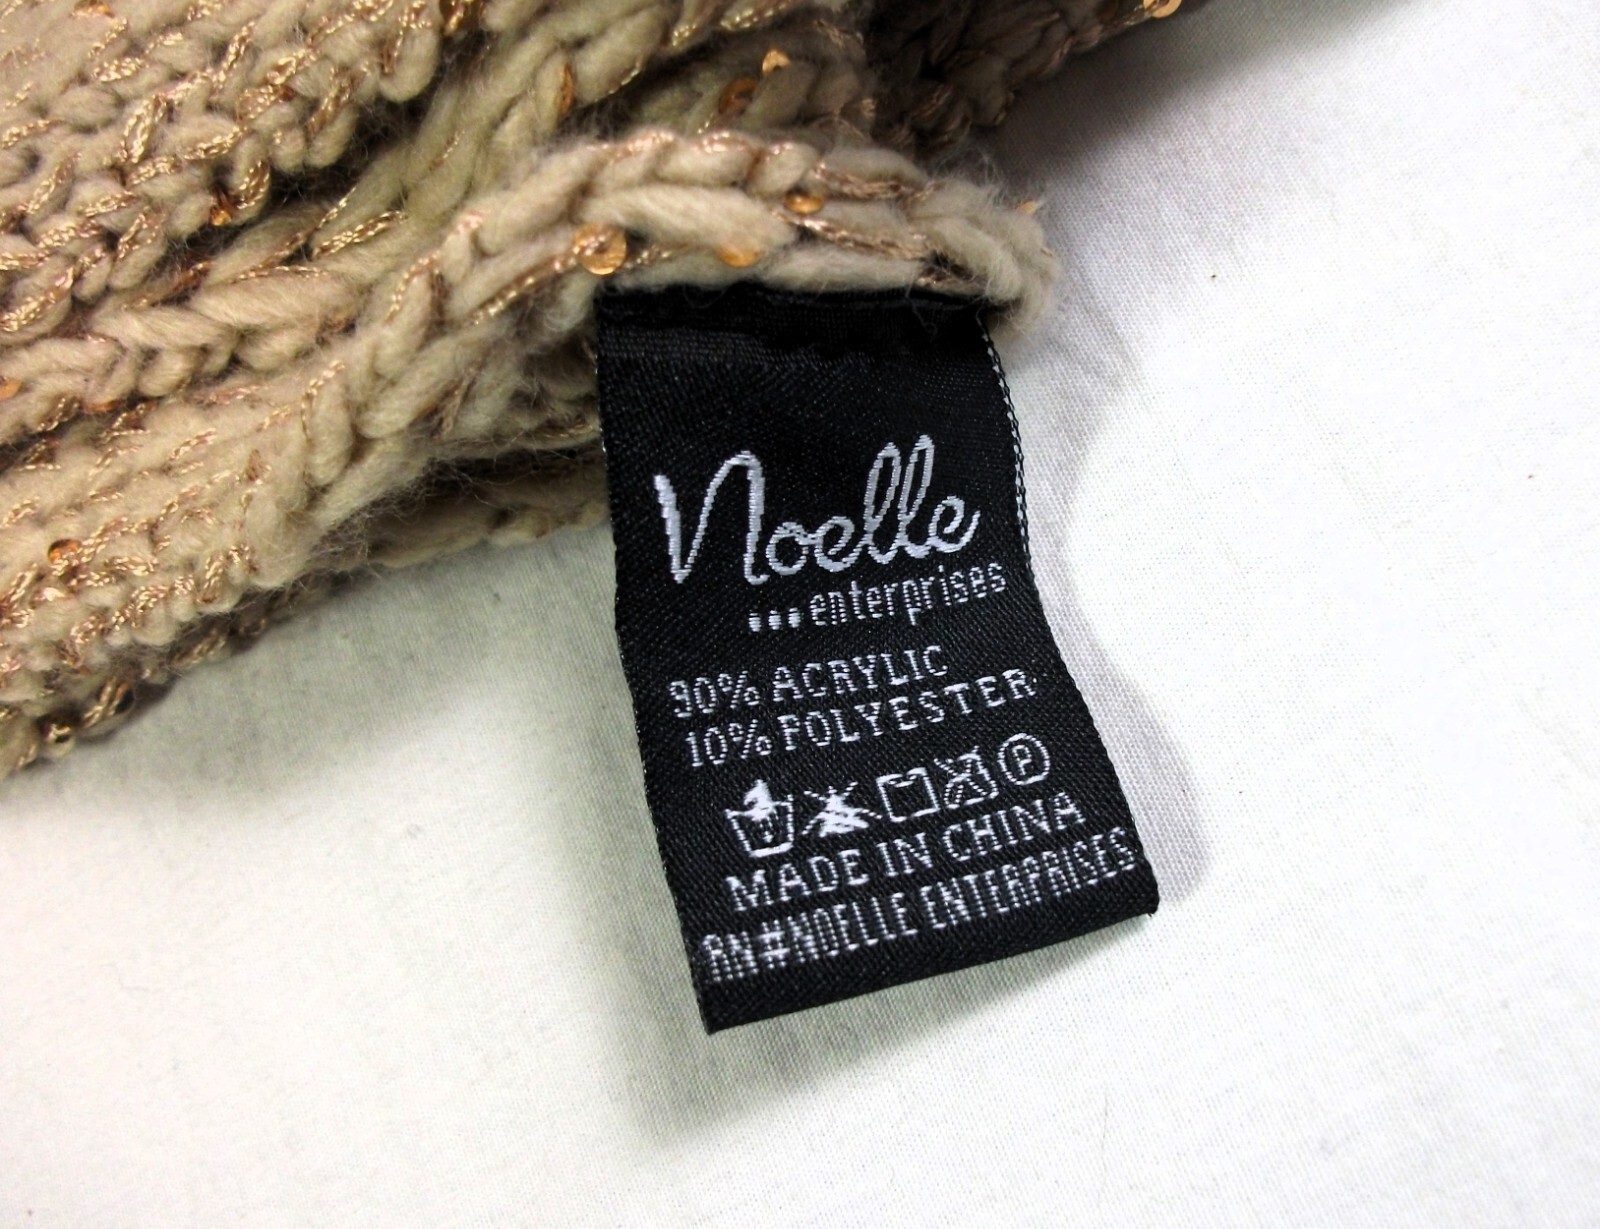 Noelle
...enterprises
90% ACRYLIC
10% POLYESTER
P
MADE IN CHINA
RN#NOELLE ENTERPRISES